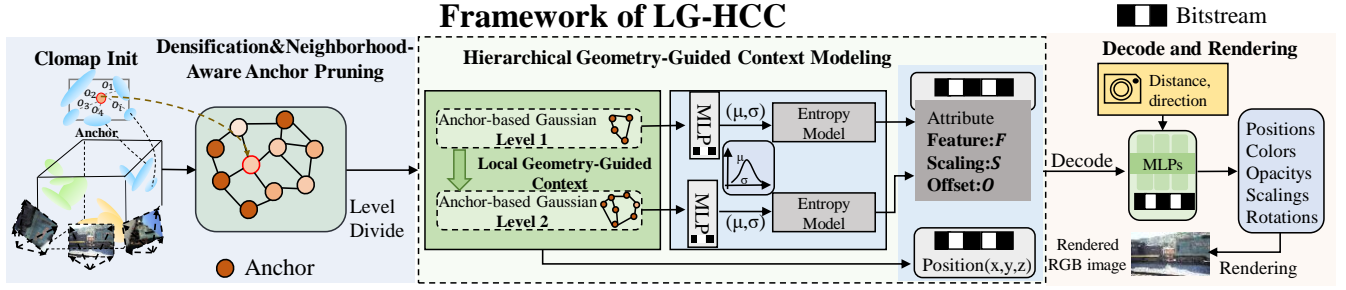 Framework of LG-HCC
Bitstream
Clomap Init
o1
o2
o3
o4
oi
Anchor
Densification&Neighborhood-
Aware Anchor Pruning
Anchor
Level
Divide
Hierarchical Geometry-Guided Context Modeling
Anchor-based Gaussian
Level 1
Local Geometry-Guided
Context
Anchor-based Gaussian
Level 2
MLP
(μ,σ)
Entropy
Model
μ
σ
MLP
(μ,σ)
Entropy
Model
Attribute
Feature:F
Scaling:S
Offset:O
Position(x,y,z)
Decode
Decode and Rendering
Distance,
direction
MLPs
Positions
Colors
Opacitys
Scalings
Rotations
Rendering
Rendered
RGB image